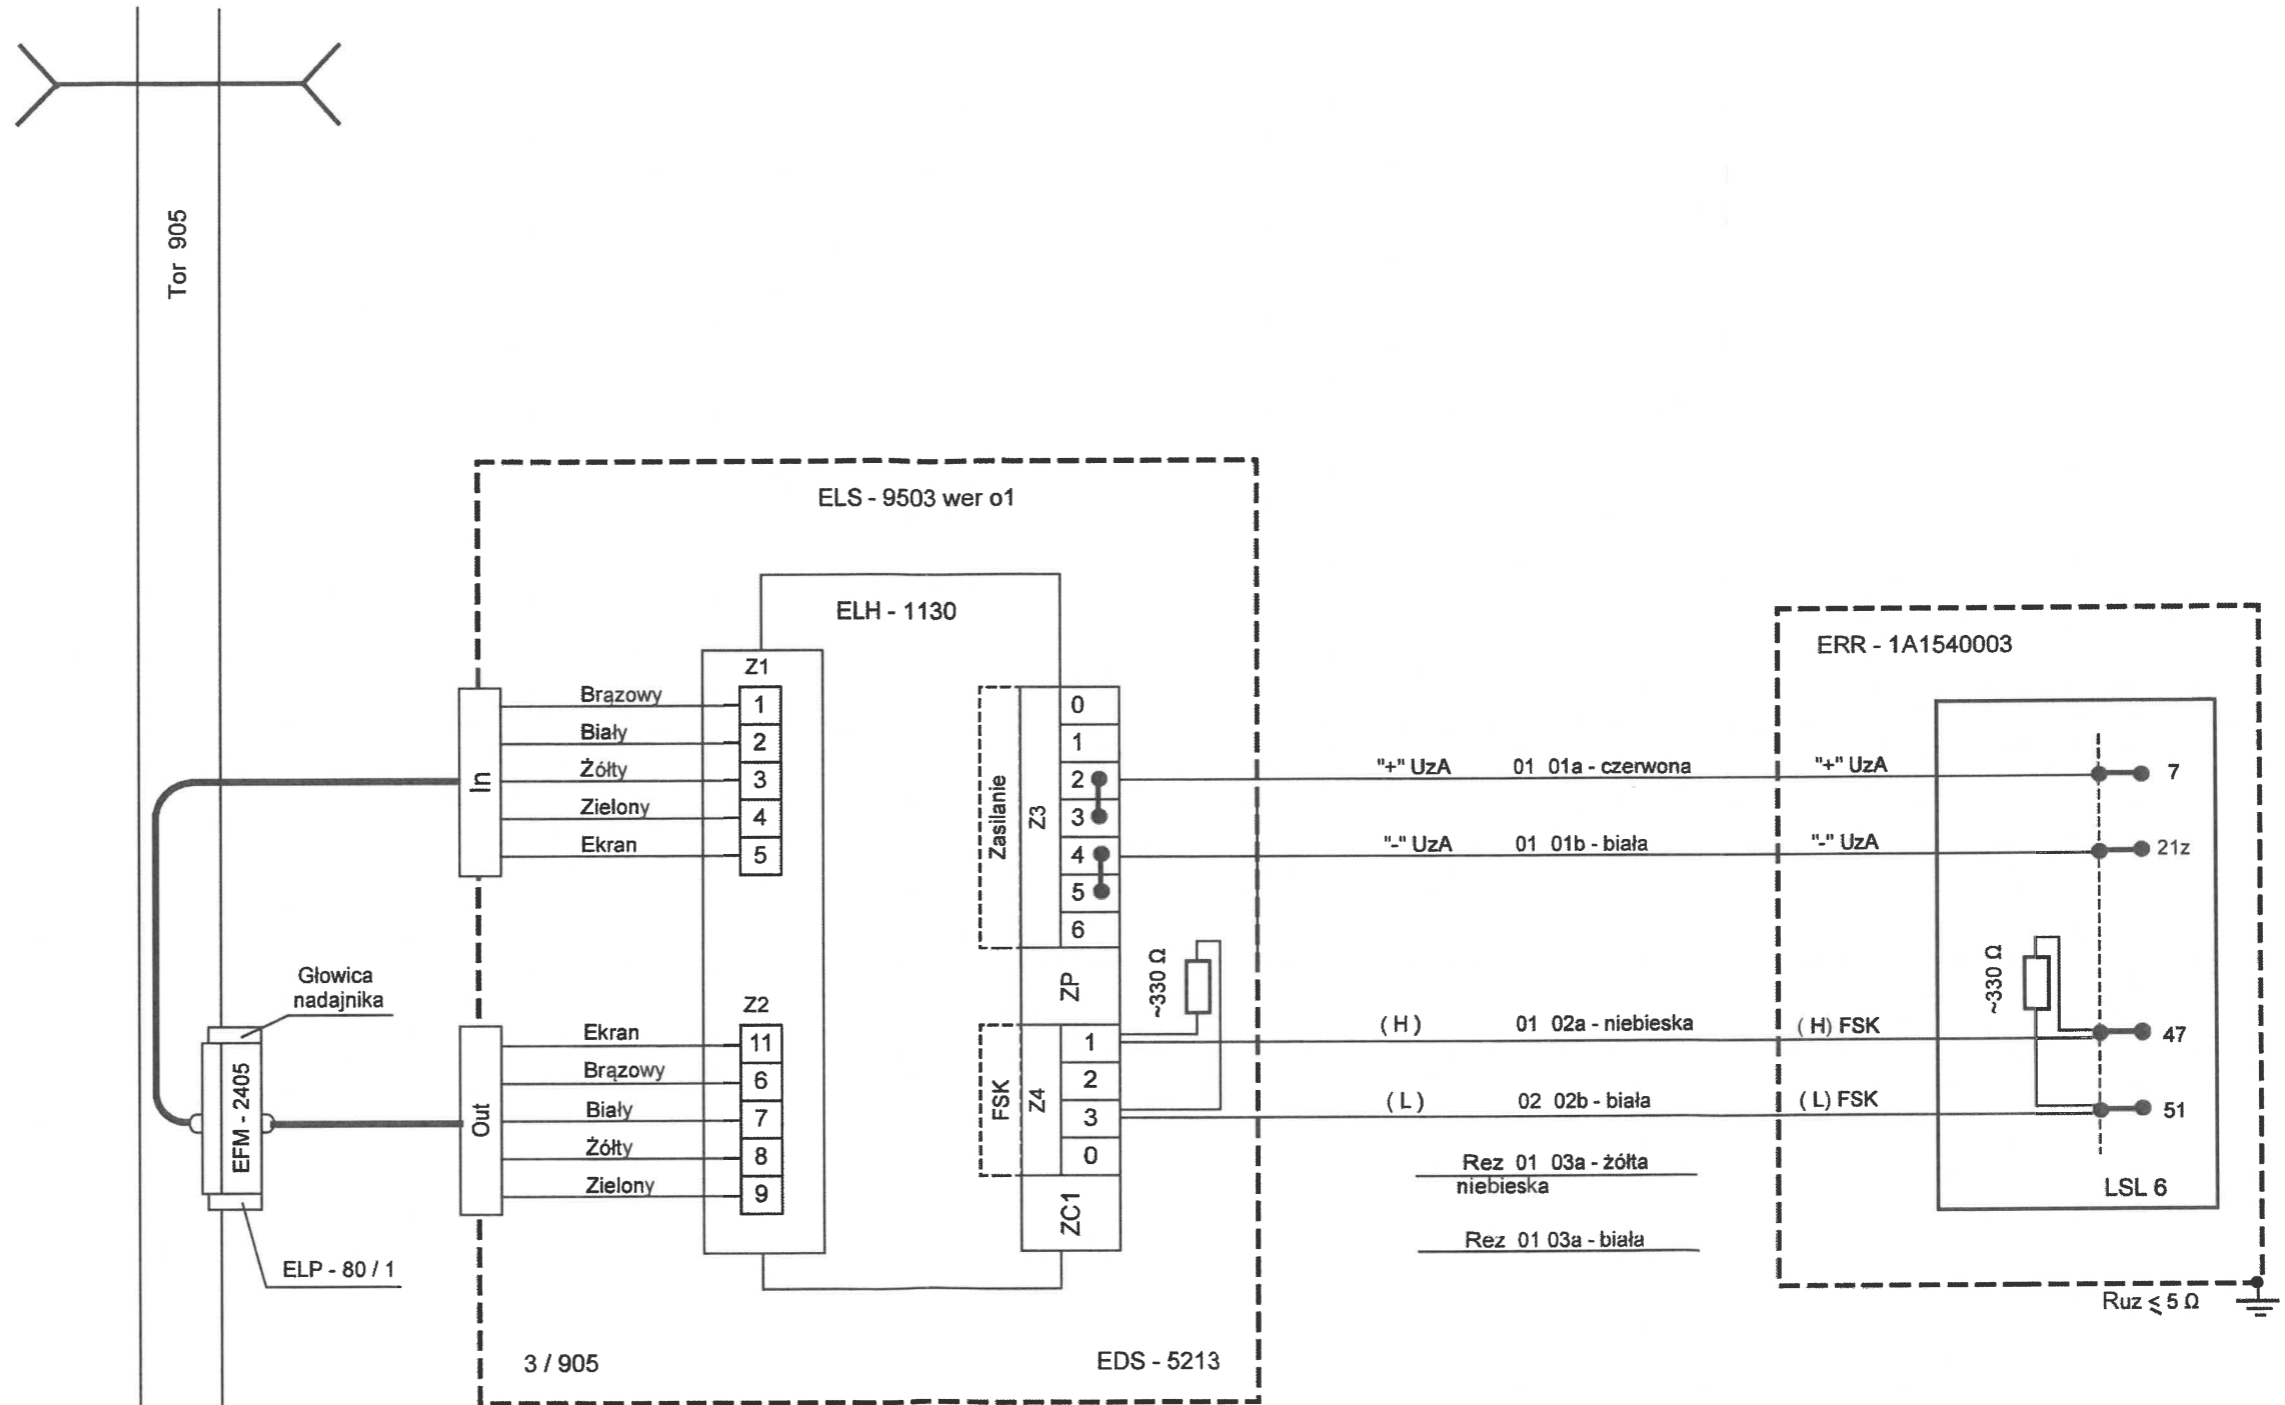 Tor 905
ELS - 9503 wer o1
ELH - 1130
Z1
Brązowy 1
Biały 2
Żółty 3
Zielony 4
Ekran 5
In
Z2
Ekran 11
Brązowy 6
Biały 7
Żółty 8
Zielony 9
Out
Głowica
nadajnika
EFM - 2405
ELP - 80 / 1
Zasilanie
Z3
0
1
2
3
4
5
6
ZP
~330 Ω
FSK
Z4
1
2
3
0
ZC1
3 / 905
EDS - 5213
"+" UzA 01 01a - czerwona "+" UzA
"-" UzA 01 01b - biała "-" UzA
( H ) 01 02a - niebieska ( H) FSK
( L ) 02 02b - biała ( L) FSK
Rez 01 03a - żółta
niebieska
Rez 01 03a - biała
ERR - 1A1540003
7
21z
~330 Ω
47
51
LSL 6
Ruz ≤ 5 Ω